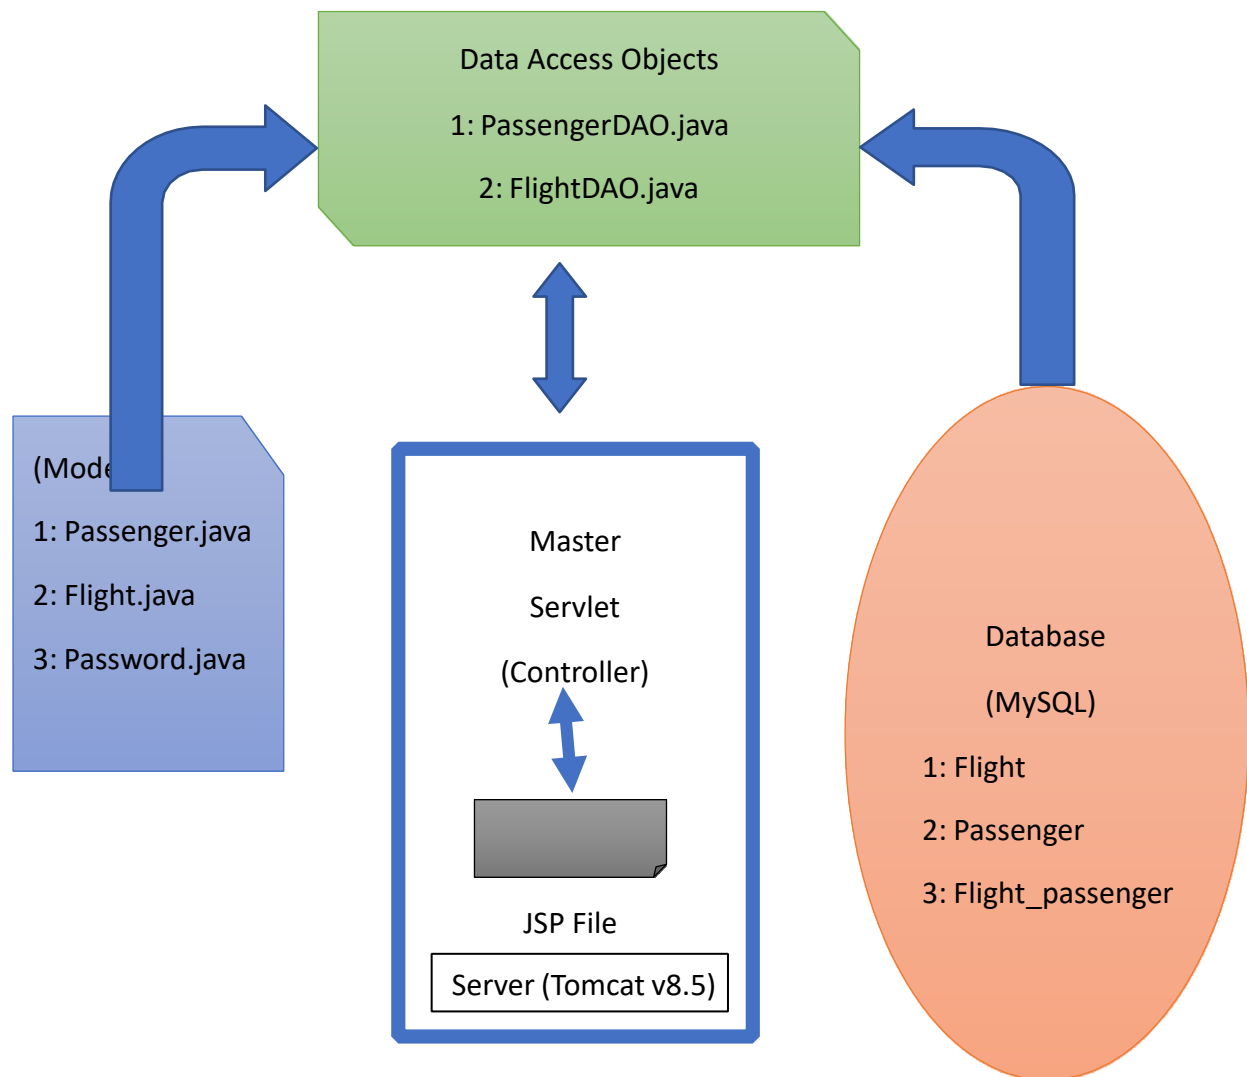 Data Access Objects
1: PassengerDAO.java
2: FlightDAO.java
(Mode
1: Passenger.java
2: Flight.java
3: Password.java
Master
Servlet
(Controller)
JSP File
Server (Tomcat v8.5)
Database
(MySQL)
1: Flight
2: Passenger
3: Flight_passenger